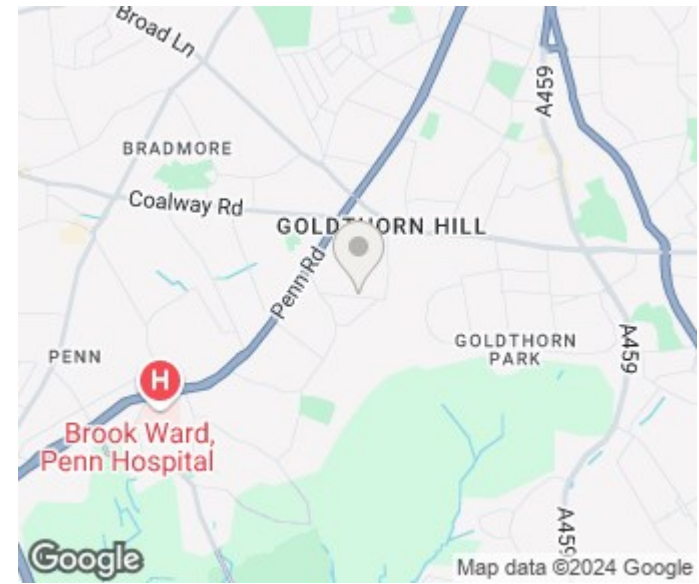 Broad Ln
A459
BRADMORE
Coalway Rd
GOLDTHORN HILL
Penn Rd
PENN
GOLDTHORN
PARK
A459
H
Brook Ward,
Penn Hospital
A459
Google
Map data ©2024 Google